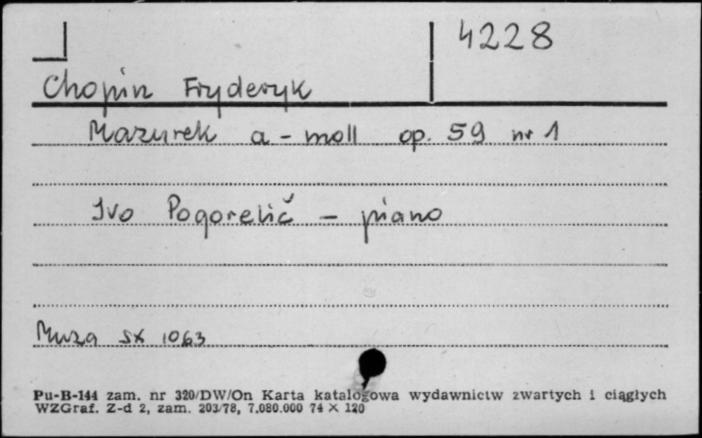 4228
Chopin Fryderyk
Mazurek a-moll op. 59 nr 1
Ivo Pogorelič – piano
Muza SX 1063
Pu-B-144 zam. nr 320/DW/On Karta katalogowa wydawnictw zwartych i ciągłych
WZGraf. Z-d 2, zam. 203/78, 7.080.000 74 × 120